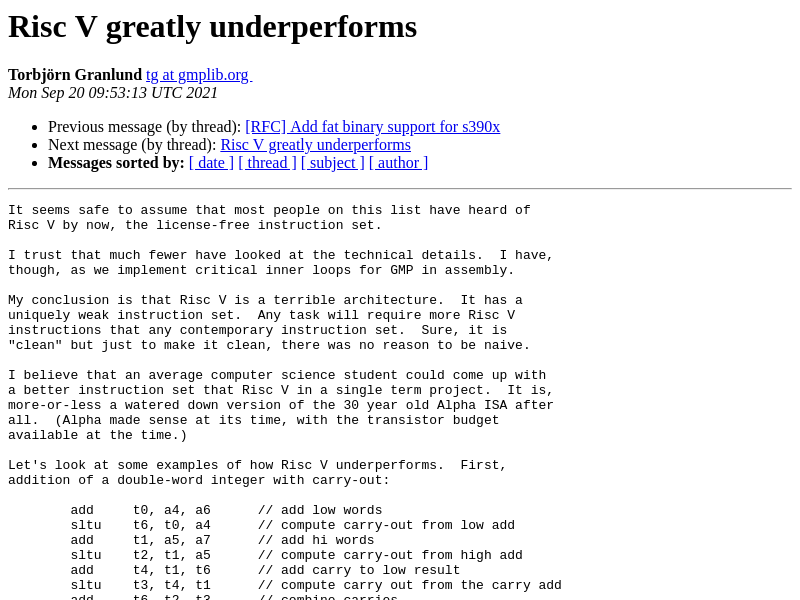 Risc V greatly underperforms
Torbjörn Granlund tg at gmplib.org
Mon Sep 20 09:53:13 UTC 2021
Previous message (by thread): [RFC] Add fat binary support for s390x
Next message (by thread): Risc V greatly underperforms
Messages sorted by: [ date ] [ thread ] [ subject ] [ author ]
It seems safe to assume that most people on this list have heard of
Risc V by now, the license-free instruction set.
I trust that much fewer have looked at the technical details.  I have,
though, as we implement critical inner loops for GMP in assembly.
My conclusion is that Risc V is a terrible architecture.  It has a
uniquely weak instruction set.  Any task will require more Risc V
instructions that any contemporary instruction set.  Sure, it is
"clean" but just to make it clean, there was no reason to be naive.
I believe that an average computer science student could come up with
a better instruction set that Risc V in a single term project.  It is,
more-or-less a watered down version of the 30 year old Alpha ISA after
all.  (Alpha made sense at its time, with the transistor budget
available at the time.)
Let's look at some examples of how Risc V underperforms.  First,
addition of a double-word integer with carry-out:
add     t0, a4, a6      // add low words
sltu    t6, t0, a4      // compute carry-out from low add
add     t1, a5, a7      // add hi words
sltu    t2, t1, a5      // compute carry-out from high add
add     t4, t1, t6      // add carry to low result
sltu    t3, t4, t1      // compute carry out from the carry add
add     t6, t2, t3      // combine carries